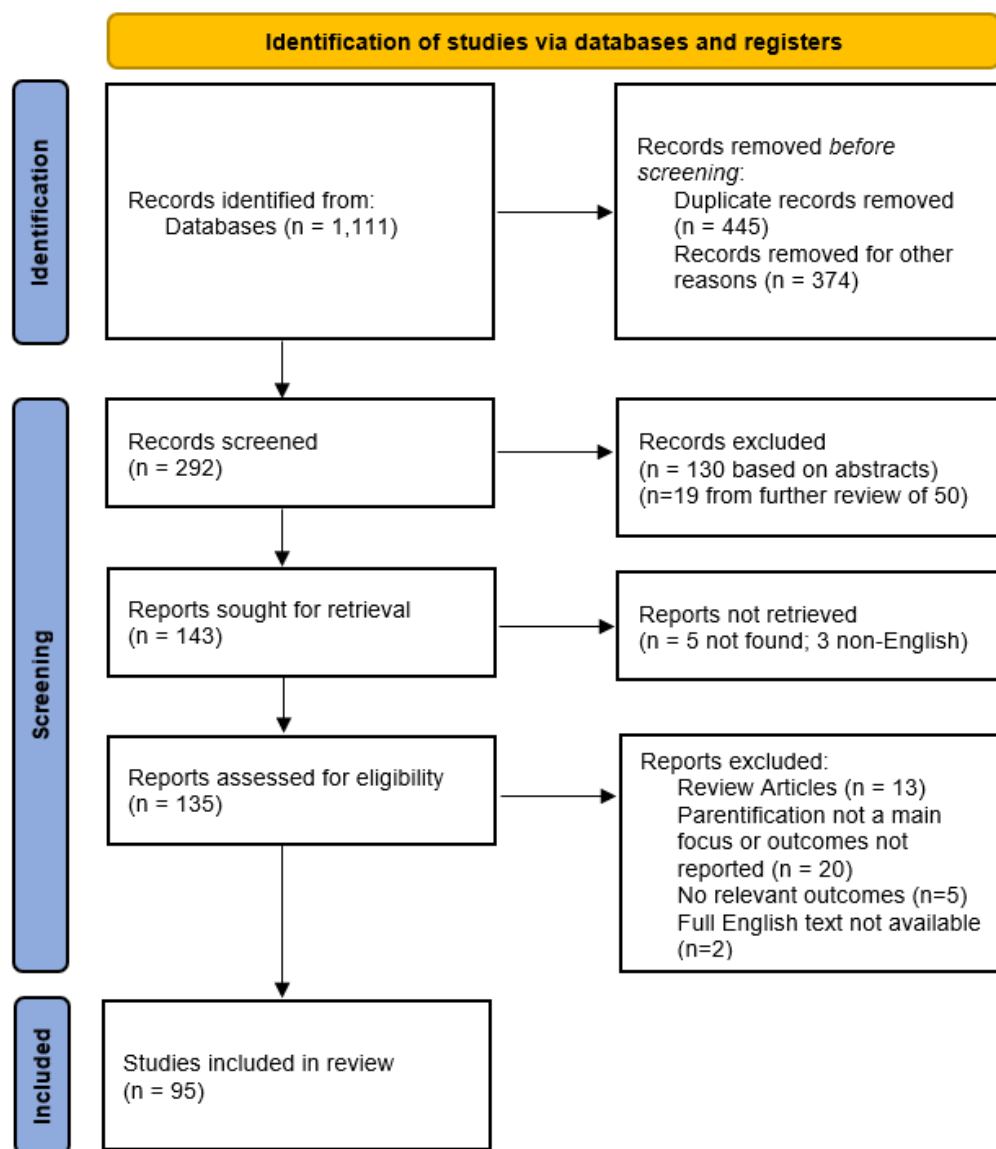 Identification of studies via databases and registers
Identification
Records identified from:
Databases (n = 1,111)
Records removed before
screening:
Duplicate records removed
(n = 445)
Records removed for other
reasons (n = 374)
Screening
Records screened
(n = 292)
Records excluded
(n = 130 based on abstracts)
(n=19 from further review of 50)
Reports sought for retrieval
(n = 143)
Reports not retrieved
(n = 5 not found; 3 non-English)
Reports assessed for eligibility
(n = 135)
Reports excluded:
Review Articles (n = 13)
Parentification not a main
focus or outcomes not
reported (n = 20)
No relevant outcomes (n=5)
Full English text not available
(n=2)
Included
Studies included in review
(n = 95)